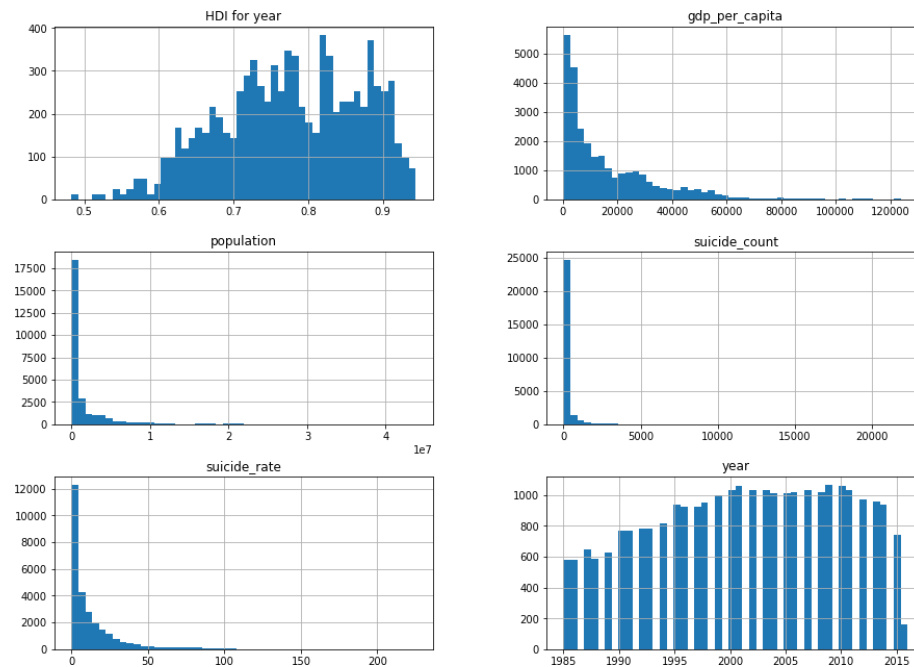 HDI for year
400
300
200
100
0
0.5 0.6 0.7 0.8 0.9
gdp_per_capita
5000
4000
3000
2000
1000
0
0 20000 40000 60000 80000 100000 120000
population
17500
15000
12500
10000
7500
5000
2500
0
0 1 2 3 4
1e7
suicide_count
25000
20000
15000
10000
5000
0
0 5000 10000 15000 20000
suicide_rate
12000
10000
8000
6000
4000
2000
0
0 50 100 150 200
year
1000
800
600
400
200
0
1985 1990 1995 2000 2005 2010 2015